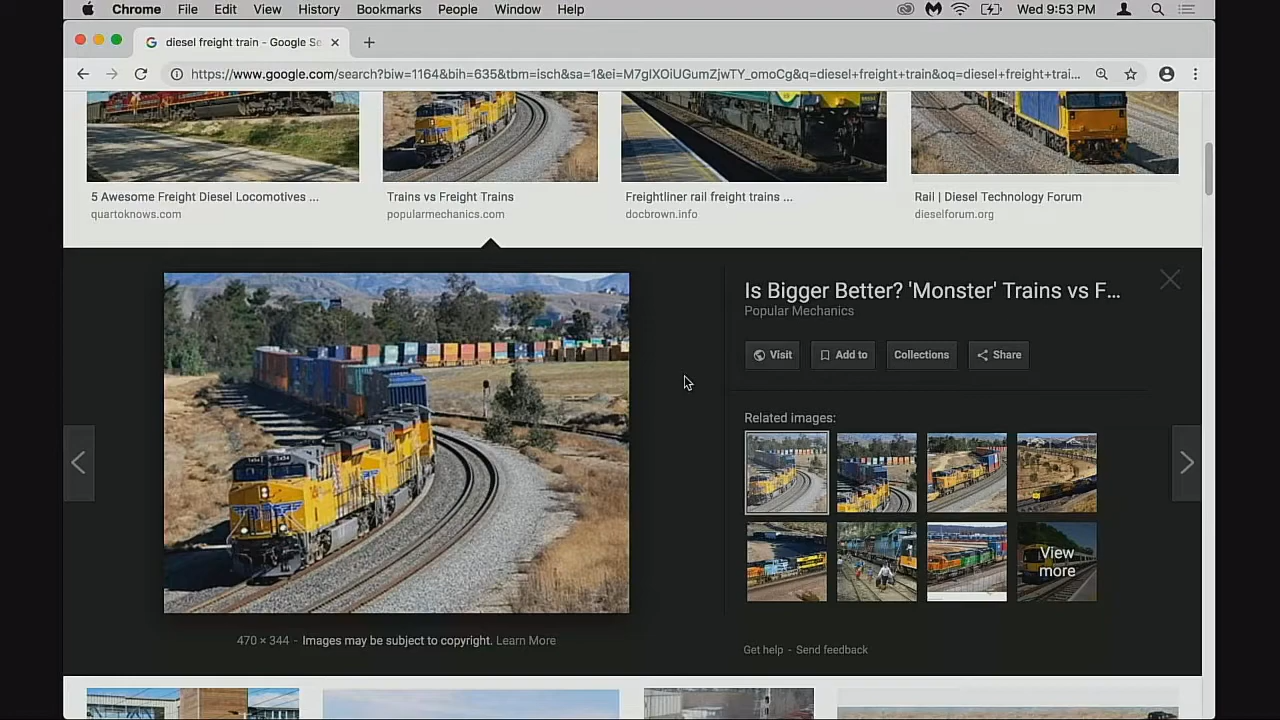 Chrome File Edit View History Bookmarks People Window Help Wed 9:53 PM
diesel freight train - Google Se
https://www.google.com/search?biw=1164&bih=635&tbm=isch&sa=1&ei=M7gIXOiUGumZjwTY_omoCg&q=diesel+freight+train&oq=diesel+freight+trai...
5 Awesome Freight Diesel Locomotives ...
quartoknows.com
Trains vs Freight Trains
popularmechanics.com
Freightliner rail freight trains ...
docbrown.info
Rail | Diesel Technology Forum
dieselforum.org
Is Bigger Better? 'Monster' Trains vs F...
Popular Mechanics
Visit Add to Collections Share
Related images:
View
more
470 × 344 - Images may be subject to copyright. Learn More
Get help - Send feedback